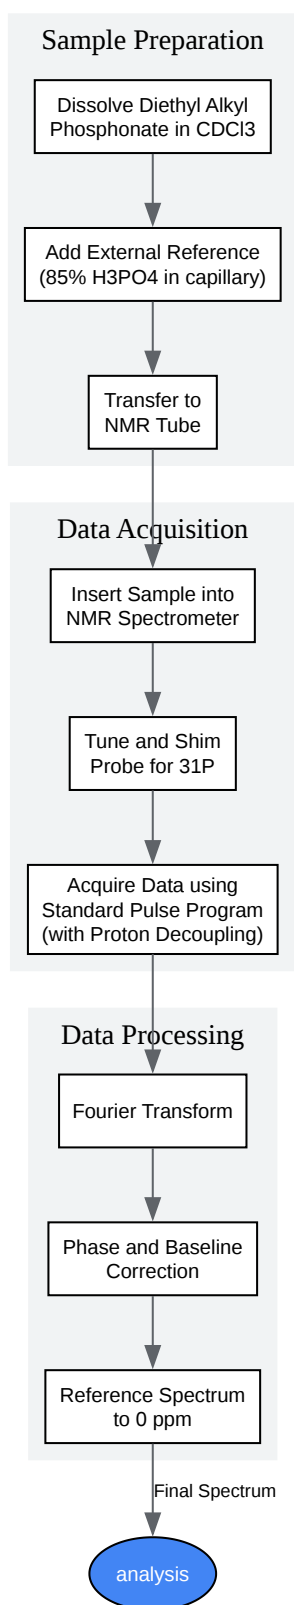 Sample Preparation
Dissolve Diethyl Alkyl
Phosphonate in CDCl3
Add External Reference
(85% H3PO4 in capillary)
Transfer to
NMR Tube
Data Acquisition
Insert Sample into
NMR Spectrometer
Tune and Shim
Probe for 31P
Acquire Data using
Standard Pulse Program
(with Proton Decoupling)
Data Processing
Fourier Transform
Phase and Baseline
Correction
Reference Spectrum
to 0 ppm
Final Spectrum
analysis